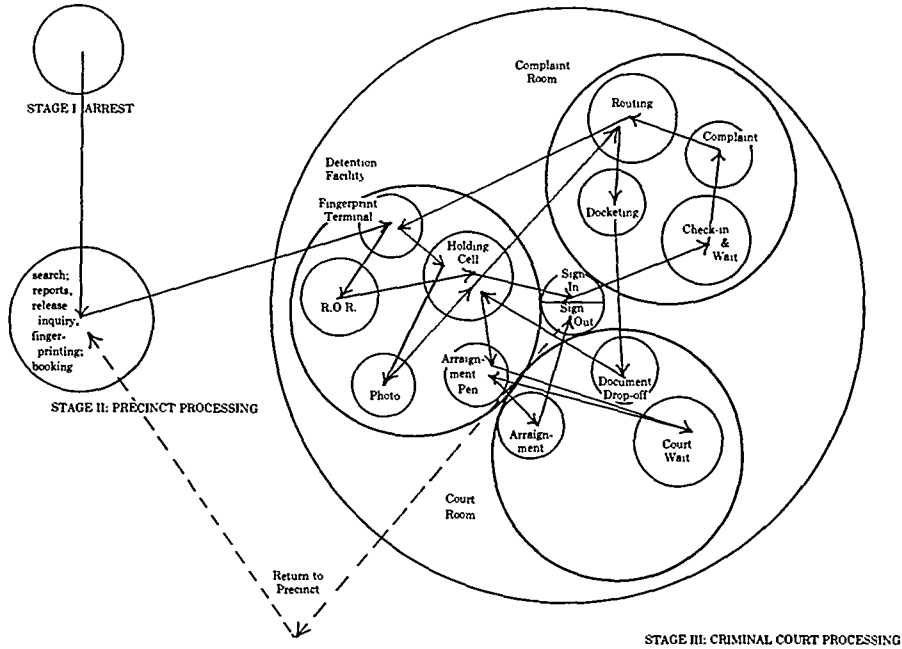 STAGE I ARREST
search;
reports,
release
inquiry,
finger-
printing;
booking
STAGE II: PRECINCT PROCESSING
Return to
Precinct
Detention
Facility
Fingerprint
Terminal
R.O R.
Holding
Cell
Photo
Arraign-
ment
Pen
Complaint
Room
Routing
Complaint
Docketing
Check-in
&
Wait
Sign
In
Sign
Out
Document
Drop-off
Arraign-
ment
Court
Wait
Court
Room
STAGE III: CRIMINAL COURT PROCESSING